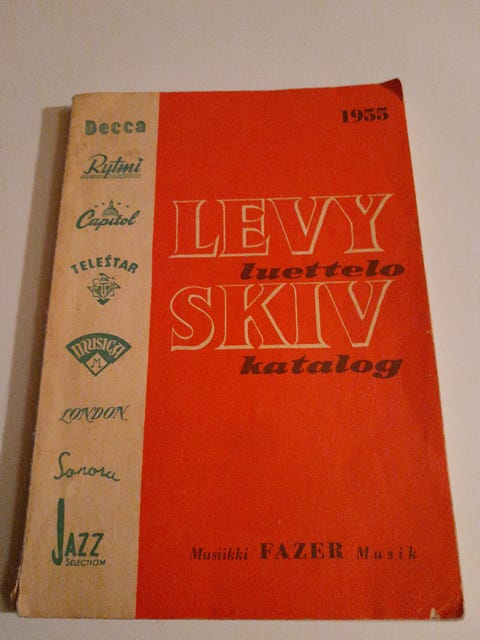 Decca
Rytmi
Capitol
TELESTAR
T
MUSICA
M
LONDON
Sonora
JAZZ
SELECTION
1955
LEVY
luettelo
SKIV
katalog
Musiikki FAZER Musik